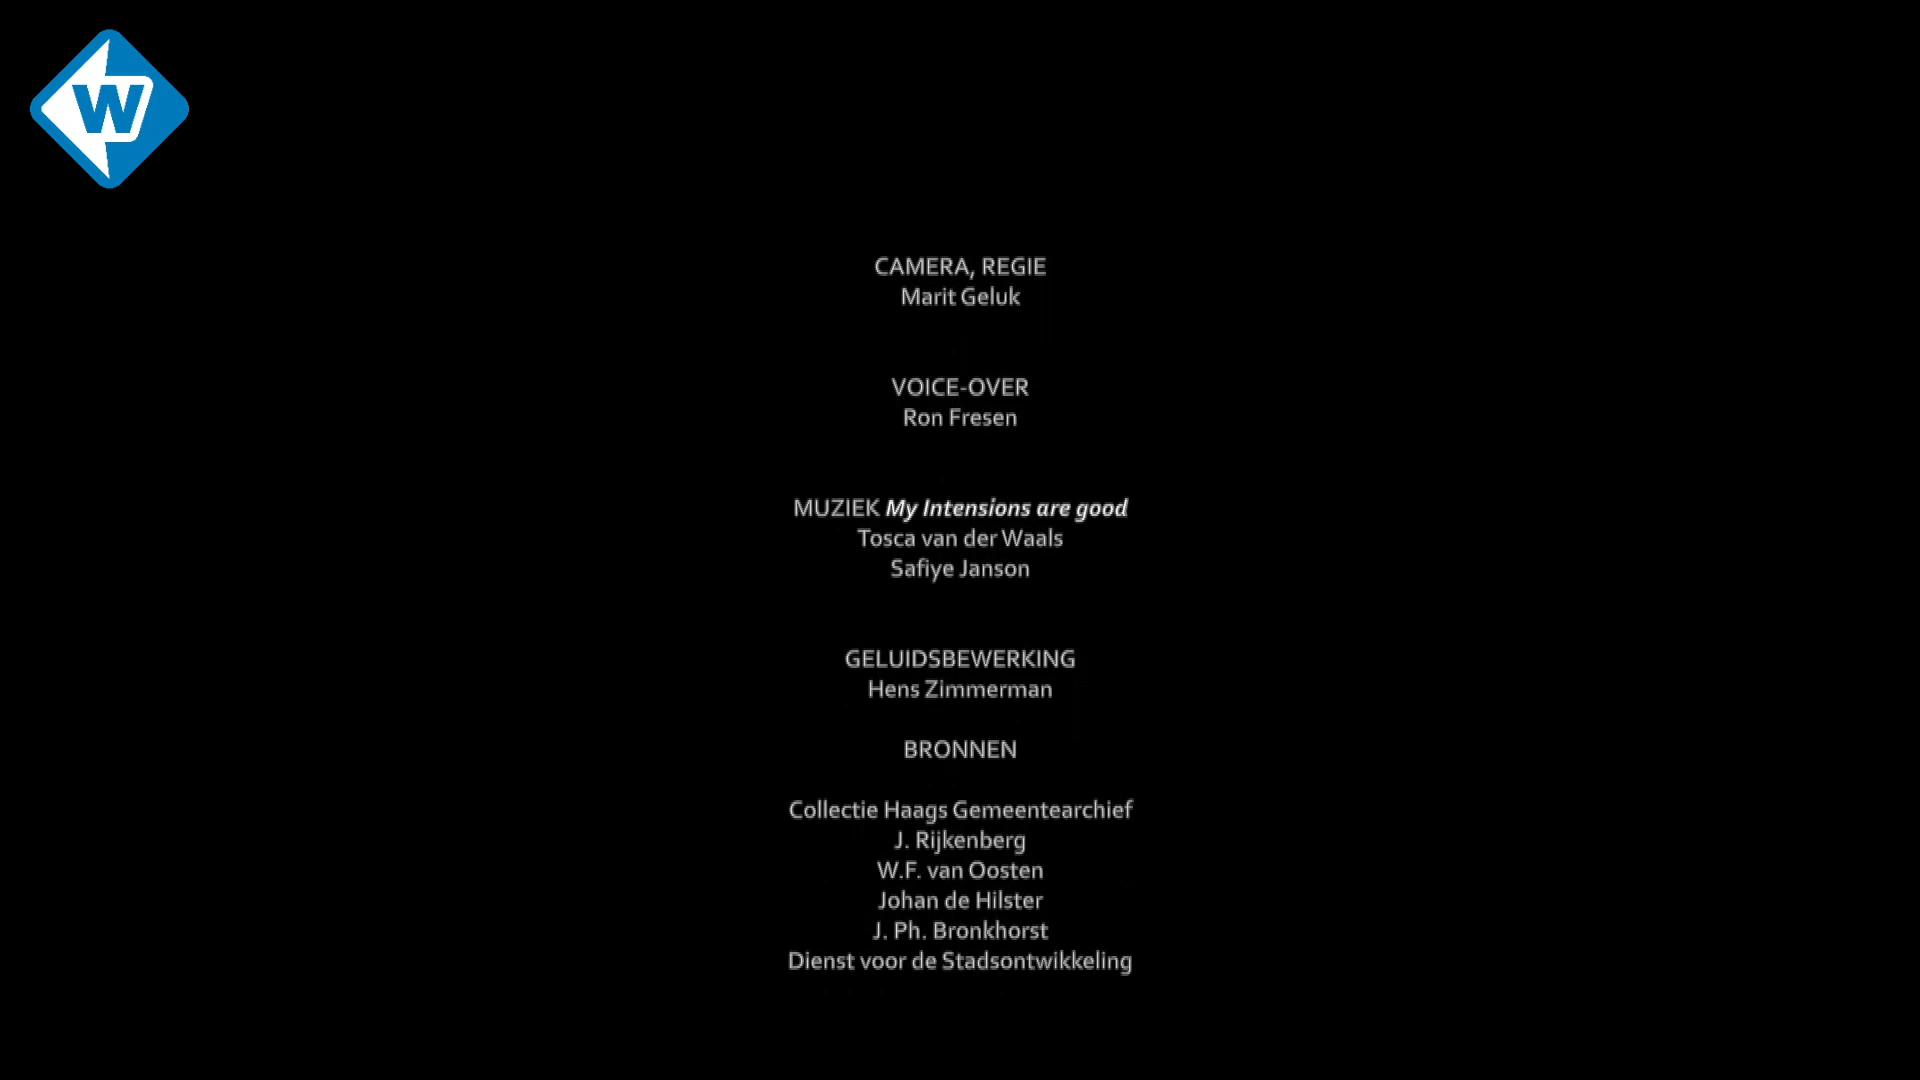 W
CAMERA, REGIE
Marit Geluk
VOICE-OVER
Ron Fresen
MUZIEK My Intensions are good
Tosca van der Waals
Safiye Janson
GELUIDSBEWERKING
Hens Zimmerman
BRONNEN
Collectie Haags Gemeentearchief
J. Rijkenberg
W.F. van Oosten
Johan de Hilster
J. Ph. Bronkhorst
Dienst voor de Stadsontwikkeling